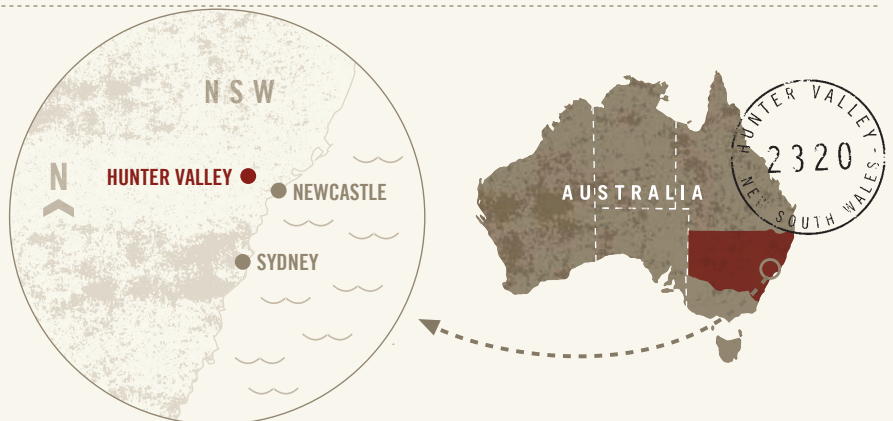 NSW
N
HUNTER VALLEY
NEWCASTLE
SYDNEY
AUSTRALIA
HUNTER VALLEY -
2320
NEW SOUTH WALES -